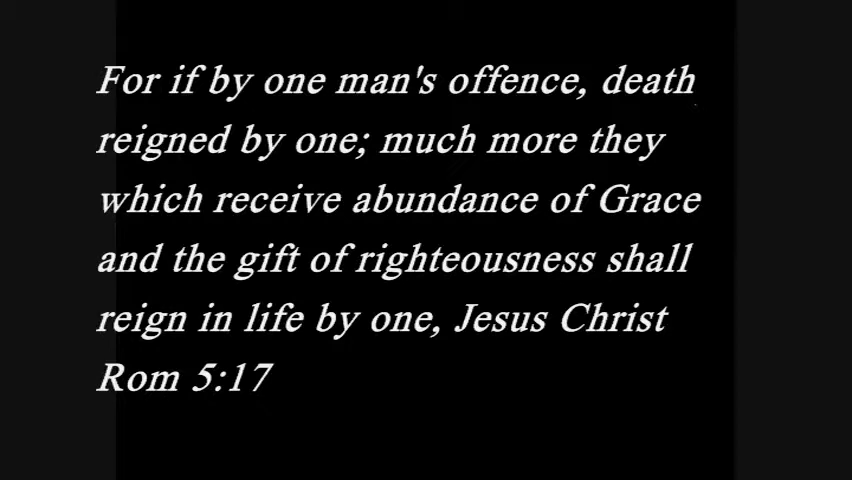 For if by one man's offence, death
reigned by one; much more they
which receive abundance of Grace
and the gift of righteousness shall
reign in life by one, Jesus Christ
Rom 5:17